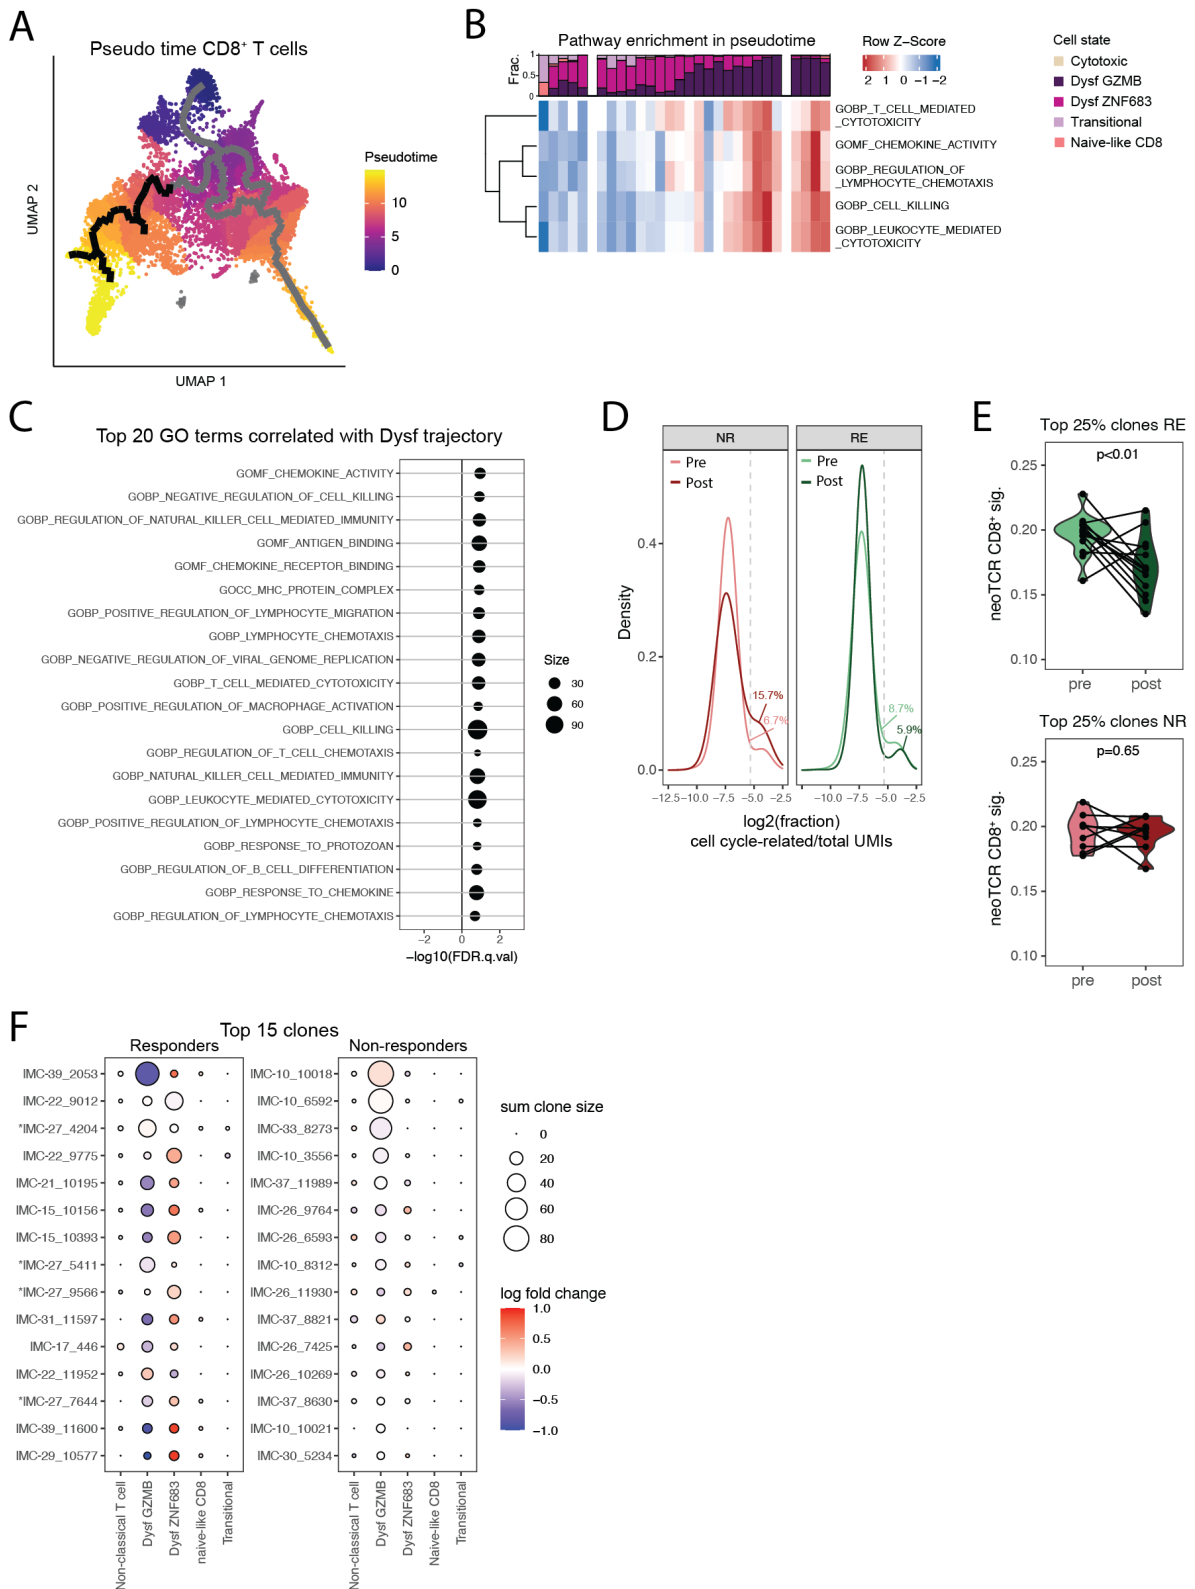 A
Pseudo time CD8⁺ T cells
UMAP 2
UMAP 1
Pseudotime
10
5
0
B
Pathway enrichment in pseudotime
Frac.
1
0.5
0
Row Z-Score
2 1 0 -1 -2
GOBP_T_CELL_MEDIATED
_CYTOTOXICITY
GOMF_CHEMOKINE_ACTIVITY
GOBP_REGULATION_OF
_LYMPHOCYTE_CHEMOTAXIS
GOBP_CELL_KILLING
GOBP_LEUKOCYTE_MEDIATED
_CYTOTOXICITY
Cell state
Cytotoxic
Dysf GZMB
Dysf ZNF683
Transitional
Naive-like CD8
C
Top 20 GO terms correlated with Dysf trajectory
GOMF_CHEMOKINE_ACTIVITY
GOBP_NEGATIVE_REGULATION_OF_CELL_KILLING
GOBP_REGULATION_OF_NATURAL_KILLER_CELL_MEDIATED_IMMUNITY
GOMF_ANTIGEN_BINDING
GOMF_CHEMOKINE_RECEPTOR_BINDING
GOCC_MHC_PROTEIN_COMPLEX
GOBP_POSITIVE_REGULATION_OF_LYMPHOCYTE_MIGRATION
GOBP_LYMPHOCYTE_CHEMOTAXIS
GOBP_NEGATIVE_REGULATION_OF_VIRAL_GENOME_REPLICATION
GOBP_T_CELL_MEDIATED_CYTOTOXICITY
GOBP_POSITIVE_REGULATION_OF_MACROPHAGE_ACTIVATION
GOBP_CELL_KILLING
GOBP_REGULATION_OF_T_CELL_CHEMOTAXIS
GOBP_NATURAL_KILLER_CELL_MEDIATED_IMMUNITY
GOBP_LEUKOCYTE_MEDIATED_CYTOTOXICITY
GOBP_POSITIVE_REGULATION_OF_LYMPHOCYTE_CHEMOTAXIS
GOBP_RESPONSE_TO_PROTOZOAN
GOBP_REGULATION_OF_B_CELL_DIFFERENTIATION
GOBP_RESPONSE_TO_CHEMOKINE
GOBP_REGULATION_OF_LYMPHOCYTE_CHEMOTAXIS
−2 0 2
−log10(FDR.q.val)
Size
30
60
90
D
NR
RE
Pre
Post
Pre
Post
15.7%
6.7%
8.7%
5.9%
Density
0.4
0.2
0.0
−12.5 −10.0 −7.5 −5.0 −2.5
−10.0 −7.5 −5.0 −2.5
log2(fraction)
cell cycle-related/total UMIs
E
Top 25% clones RE
p<0.01
neoTCR CD8⁺ sig.
0.25
0.20
0.15
0.10
pre post
Top 25% clones NR
p=0.65
neoTCR CD8⁺ sig.
0.25
0.20
0.15
0.10
pre post
F
Top 15 clones
Responders
Non-responders
IMC-39_2053
IMC-22_9012
*IMC-27_4204
IMC-22_9775
IMC-21_10195
IMC-15_10156
IMC-15_10393
*IMC-27_5411
*IMC-27_9566
IMC-31_11597
IMC-17_446
IMC-22_11952
*IMC-27_7644
IMC-39_11600
IMC-29_10577
Non-classical T cell
Dysf GZMB
Dysf ZNF683
naive-like CD8
Transitional
IMC-10_10018
IMC-10_6592
IMC-33_8273
IMC-10_3556
IMC-37_11989
IMC-26_9764
IMC-26_6593
IMC-10_8312
IMC-26_11930
IMC-37_8821
IMC-26_7425
IMC-26_10269
IMC-37_8630
IMC-10_10021
IMC-30_5234
Non-classical T cell
Dysf GZMB
Dysf ZNF683
Naive-like CD8
Transitional
sum clone size
0
20
40
60
80
log fold change
1.0
0.5
0.0
−0.5
−1.0